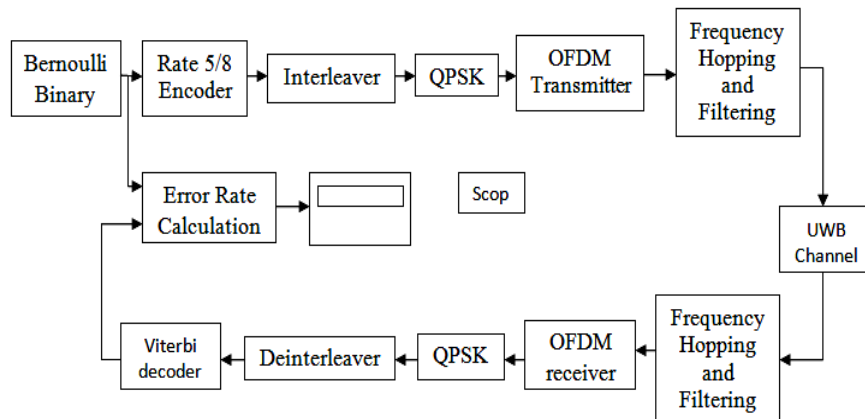 Bernoulli
Binary
Rate 5/8
Encoder
Interleaver
QPSK
OFDM
Transmitter
Frequency
Hopping
and
Filtering
Error Rate
Calculation
Scop
UWB
Channel
Viterbi
decoder
Deinterleaver
QPSK
OFDM
receiver
Frequency
Hopping
and
Filtering